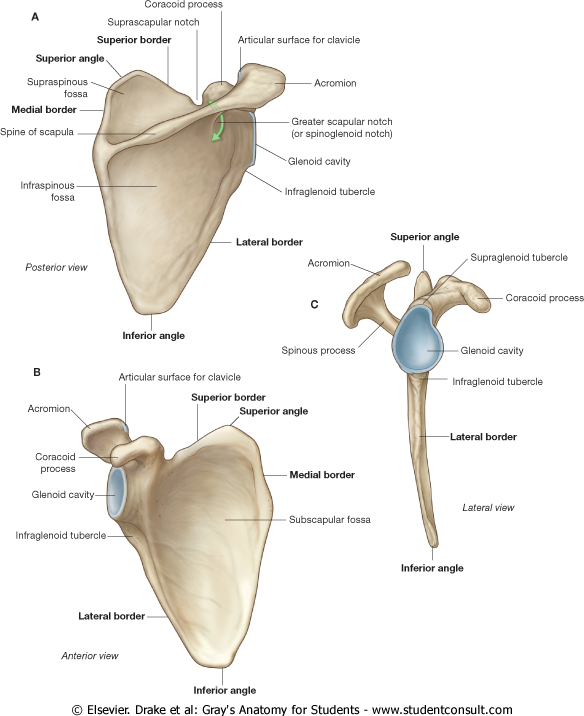 A
Coracoid process
Suprascapular notch
Superior border
Articular surface for clavicle
Superior angle
Supraspinous
fossa
Acromion
Medial border
Spine of scapula
Greater scapular notch
(or spinoglenoid notch)
Glenoid cavity
Infraspinous
fossa
Infraglenoid tubercle
Lateral border
Posterior view
Inferior angle
Superior angle
Acromion
Supraglenoid tubercle
C
Coracoid process
Spinous process
Glenoid cavity
Infraglenoid tubercle
Lateral border
Lateral view
Inferior angle
B
Articular surface for clavicle
Superior border
Superior angle
Acromion
Coracoid
process
Medial border
Glenoid cavity
Subscapular fossa
Infraglenoid tubercle
Lateral border
Anterior view
Inferior angle
© Elsevier. Drake et al: Gray's Anatomy for Students - www.studentconsult.com